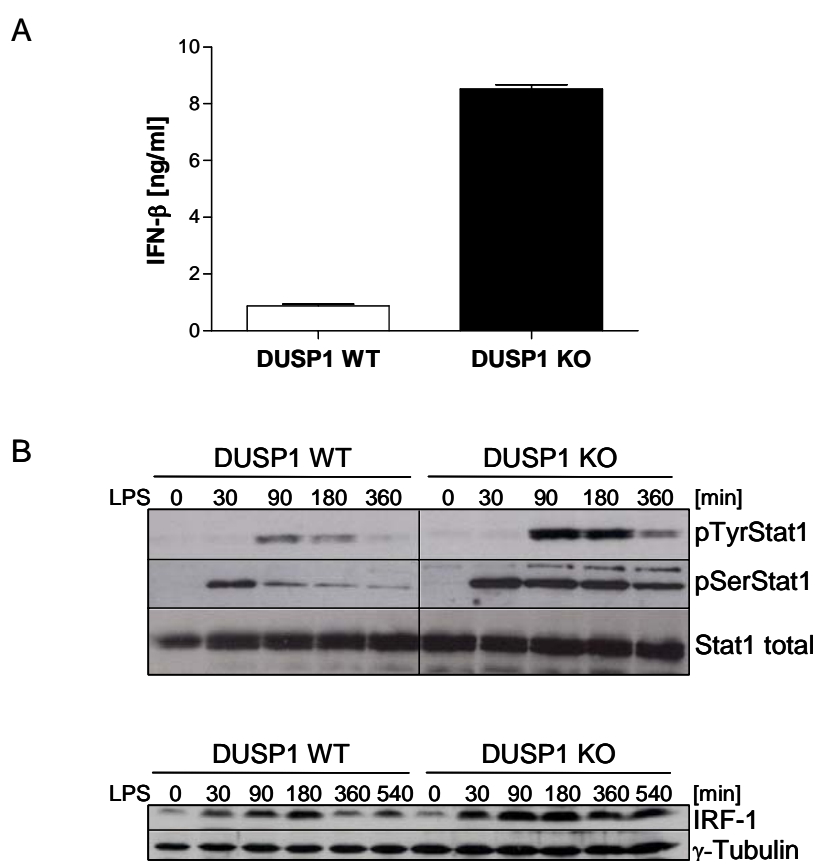 A
10
8
6
4
2
0
IFN-β [ng/ml]
DUSP1 WT DUSP1 KO
B
DUSP1 WT DUSP1 KO
LPS 0 30 90 180 360 0 30 90 180 360 [min]
pTyrStat1
pSerStat1
Stat1 total
DUSP1 WT DUSP1 KO
LPS 0 30 90 180 360 540 0 30 90 180 360 540 [min]
IRF-1
γ-Tubulin